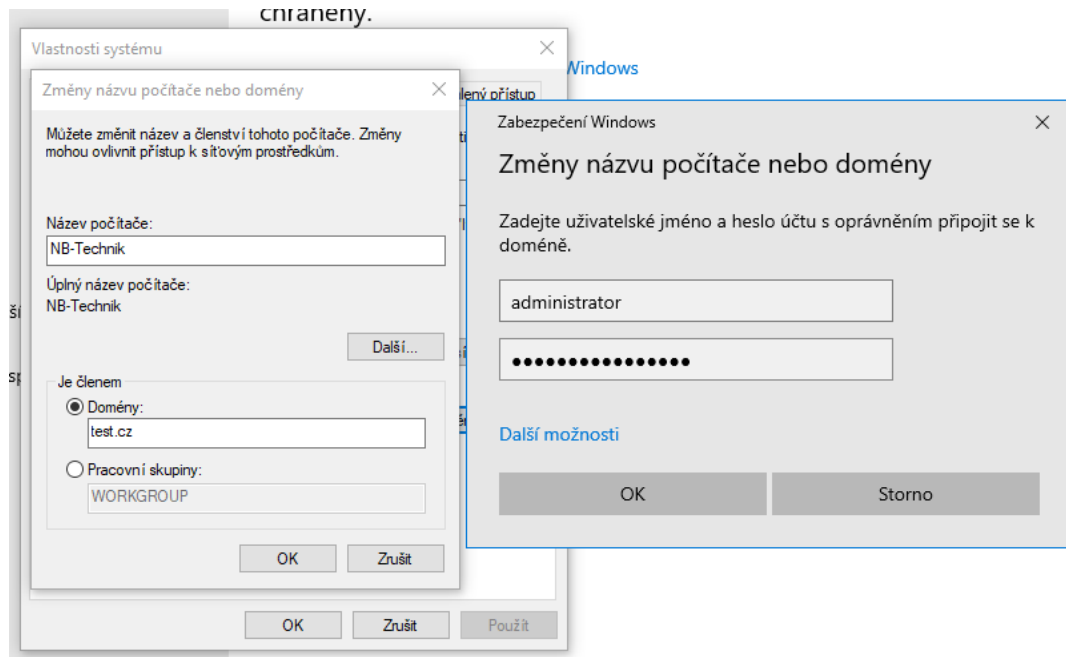 chráněny.
Vlastnosti systému
Windows
Změny názvu počítače nebo domény
lený přístup
Můžete změnit název a členství tohoto počítače. Změny
mohou ovlivnit přístup k síťovým prostředkům.
Název počítače:
NB-Technik
Úplný název počítače:
NB-Technik
Další...
Je členem
Domény:
test.cz
Pracovní skupiny:
WORKGROUP
OK
Zrušit
OK
Zrušit
Použít
Zabezpečení Windows
Změny názvu počítače nebo domény
Zadejte uživatelské jméno a heslo účtu s oprávněním připojit se k
doméně.
administrator
●●●●●●●●●●●●●●●●
Další možnosti
OK
Storno